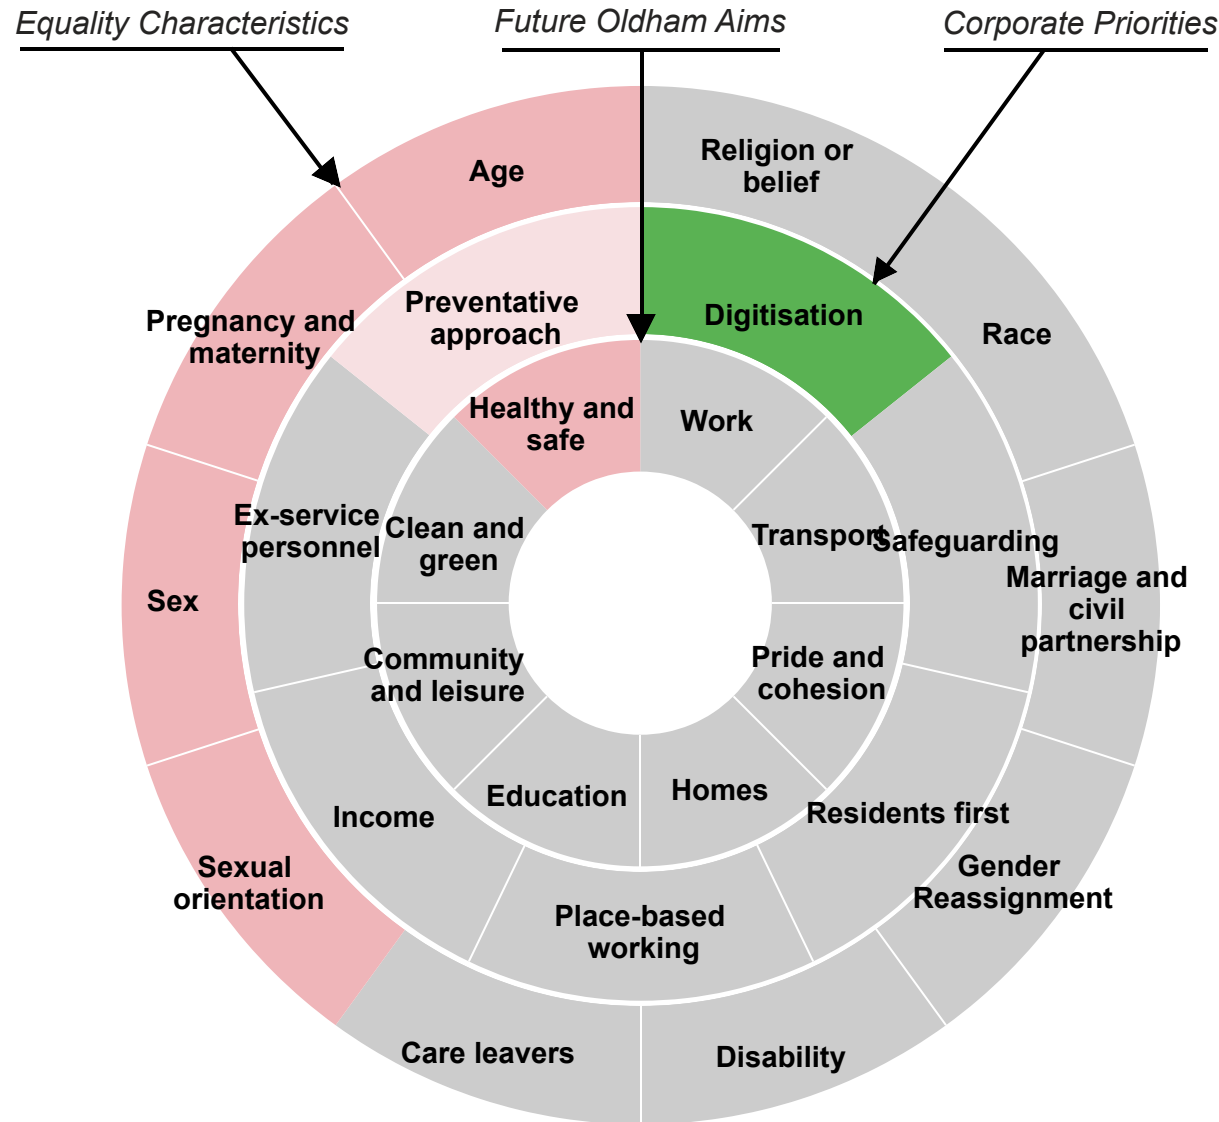 Equality Characteristics
Future Oldham Aims
Corporate Priorities
Age
Religion or
belief
Preventative
approach
Digitisation
Pregnancy and
maternity
Race
Healthy and
safe
Work
Ex-service
personnel
Clean and
green
Transport
Safeguarding
Sex
Marriage and
civil
partnership
Community
and leisure
Pride and
cohesion
Education
Homes
Income
Residents first
Sexual
orientation
Gender
Reassignment
Place-based
working
Care leavers
Disability